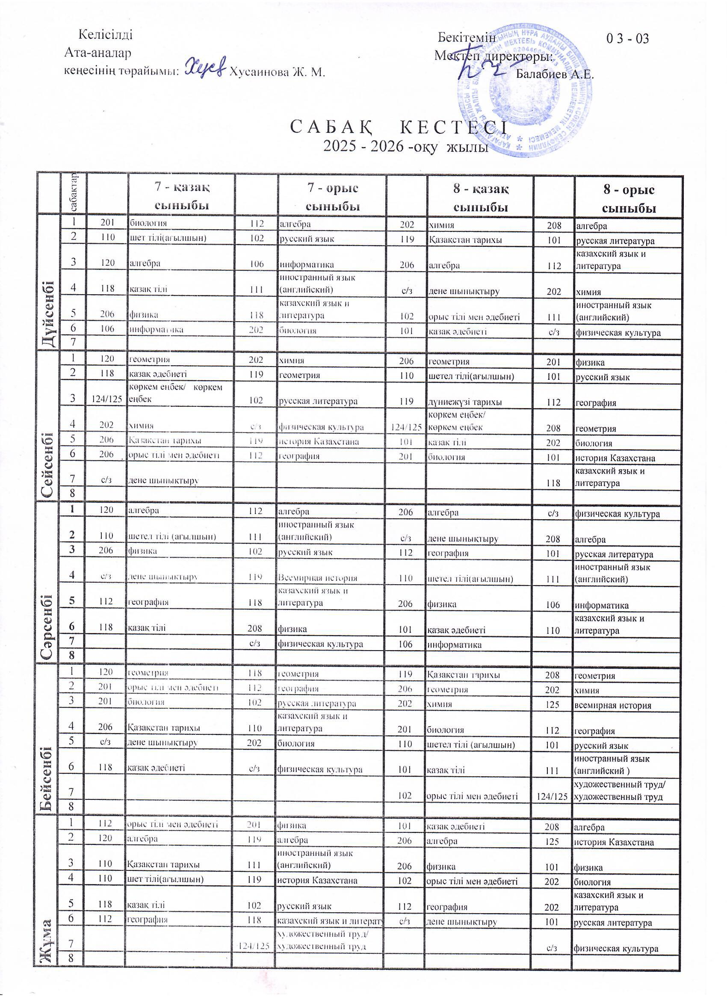 Келісілді
Ата-аналар
кеңесінің төрайымы: Хусаинова Ж. М.
Бекітемін 0 3 - 03
Мектеп директоры:
Балабиев А.Е.
С А Б А Қ К Е С Т Е С І
2025 - 2026 -оқу жылы
сабақтар 7 - қазақ сыныбы 7 - орыс сыныбы 8 - қазақ сыныбы 8 - орыс сыныбы
Дүйсенбі
1 201 биология 112 алгебра 202 химия 208 алгебра
2 110 шет тілі(ағылшын) 102 русский язык 119 Қазақстан тарихы 101 русская литература
3 120 алгебра 106 информатика 206 алгебра 112 казахский язык и литература
4 118 қазақ тілі 111 иностранный язык (английский) с/з дене шынықтыру 202 химия
5 206 физика 118 казахский язык и литература 102 орыс тілі мен әдебиеті 111 иностранный язык (английский)
6 106 информатика 202 биология 101 қазақ әдебиеті с/з физическая культура
7
Сейсенбі
1 120 геометрия 202 химия 206 геометрия 201 физика
2 118 қазақ әдебиеті 119 геометрия 110 шетел тілі(ағылшын) 101 русский язык
3 124/125 көркем еңбек/ көркем еңбек 102 русская литература 119 дүниежүзі тарихы 112 география
4 202 химия с/з физическая культура 124/125 көркем еңбек/ көркем еңбек 208 геометрия
5 206 Қазақстан тарихы 119 история Казахстана 101 қазақ тілі 202 биология
6 206 орыс тілі мен әдебиеті 112 география 201 биология 101 история Казахстана
7 с/з дене шынықтыру 118 казахский язык и литература
8
Сәрсенбі
1 120 алгебра 112 алгебра 206 алгебра с/з физическая культура
2 110 шетел тілі (ағылшын) 111 иностранный язык (английский) с/з дене шынықтыру 208 алгебра
3 206 физика 102 русский язык 112 география 101 русская литература
4 с/з дене шынықтыру 119 Всемирная история 110 шетел тілі(ағылшын) 111 иностранный язык (английский)
5 112 география 118 казахский язык и литература 206 физика 106 информатика
6 118 қазақ тілі 208 физика 101 қазақ әдебиеті 110 казахский язык и литература
7 с/з физическая культура 106 информатика
8
Бейсенбі
1 120 геометрия 118 геометрия 119 Қазақстан тарихы 208 геометрия
2 201 орыс тілі мен әдебиеті 112 география 206 геометрия 202 химия
3 201 биология 102 русская литература 202 химия 125 всемирная история
4 206 Қазақстан тарихы 110 казахский язык и литература 201 биология 112 география
5 с/з дене шынықтыру 202 биология 110 шетел тілі (ағылшын) 101 русский язык
6 118 қазақ әдебиеті с/з физическая культура 101 қазақ тілі 111 иностранный язык (английский )
7 102 орыс тілі мен әдебиеті 124/125 художественный труд/ художественный труд
8
Жұма
1 112 орыс тілі мен әдебиеті 201 физика 101 қазақ әдебиеті 208 алгебра
2 120 алгебра 119 алгебра 206 алгебра 125 история Казахстана
3 110 Қазақстан тарихы 111 иностранный язык (английский) 206 физика 101 физика
4 110 шет тілі(ағылшын) 119 история Казахстана 102 орыс тілі мен әдебиеті 202 биология
5 118 қазақ тілі 102 русский язык 112 география 202 казахский язык и литература
6 112 география 118 казахский язык и литерату с/з дене шынықтыру 101 русская литература
7 124/125 художественный труд/ художественный труд с/з физическая культура
8